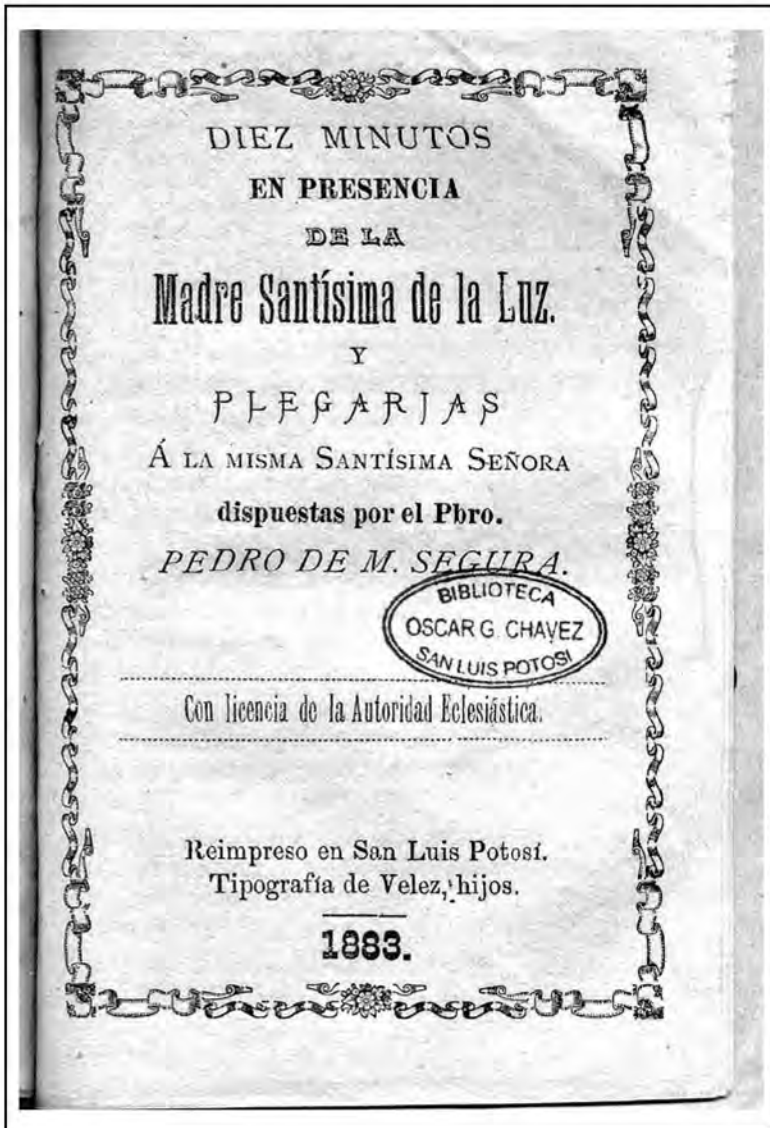 DIEZ MINUTOS
EN PRESENCIA
DE LA
Madre Santísima de la Luz.
Y
PLEGARIAS
Á LA MISMA SANTÍSIMA SEÑORA
dispuestas por el Pbro.
PEDRO DE M. SEGURA.
BIBLIOTECA
OSCAR G. CHAVEZ
SAN LUIS POTOSI
Con licencia de la Autoridad Eclesiástica.
Reimpreso en San Luis Potosí.
Tipografía de Velez, hijos.
1883.